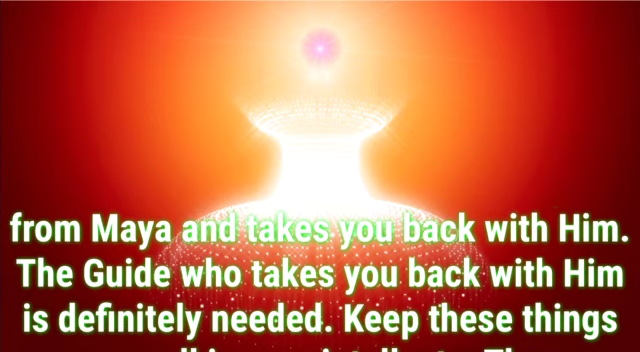 from Maya and takes you back with Him.
The Guide who takes you back with Him
is definitely needed. Keep these things